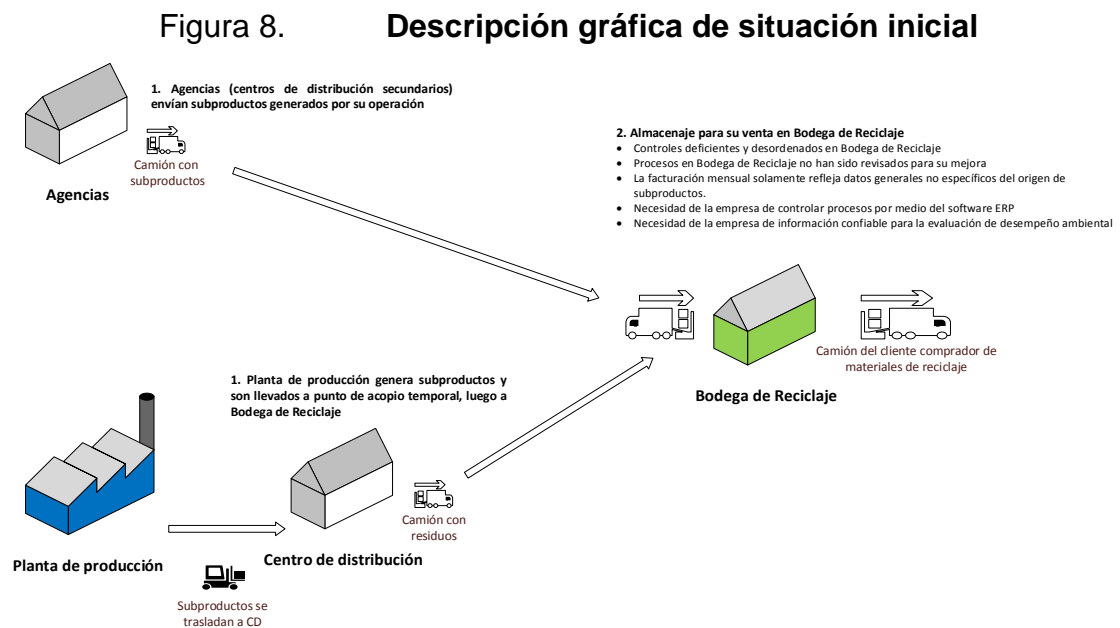 Figura 8. Descripción gráfica de situación inicial
1. Agencias (centros de distribución secundarios)
envían subproductos generados por su operación
Camión con
subproductos
Agencias
2. Almacenaje para su venta en Bodega de Reciclaje
• Controles deficientes y desordenados en Bodega de Reciclaje
• Procesos en Bodega de Reciclaje no han sido revisados para su mejora
• La facturación mensual solamente refleja datos generales no específicos del origen de
subproductos.
• Necesidad de la empresa de controlar procesos por medio del software ERP
• Necesidad de la empresa de información confiable para la evaluación de desempeño ambiental
Camión del cliente comprador de
materiales de reciclaje
Bodega de Reciclaje
1. Planta de producción genera subproductos y
son llevados a punto de acopio temporal, luego a
Bodega de Reciclaje
Camión con
residuos
Planta de producción
Centro de distribución
Subproductos se
trasladan a CD